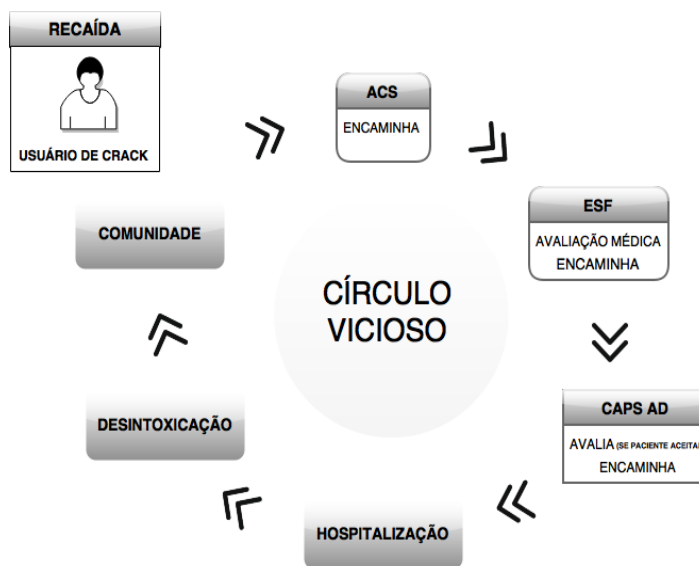 RECAÍDA
USUÁRIO DE CRACK
ACS
ENCAMINHA
ESF
AVALIAÇÃO MÉDICA
ENCAMINHA
CAPS AD
AVALIA (SE PACIENTE ACEITAR
ENCAMINHA
HOSPITALIZAÇÃO
DESINTOXICAÇÃO
COMUNIDADE
CÍRCULO
VICIOSO